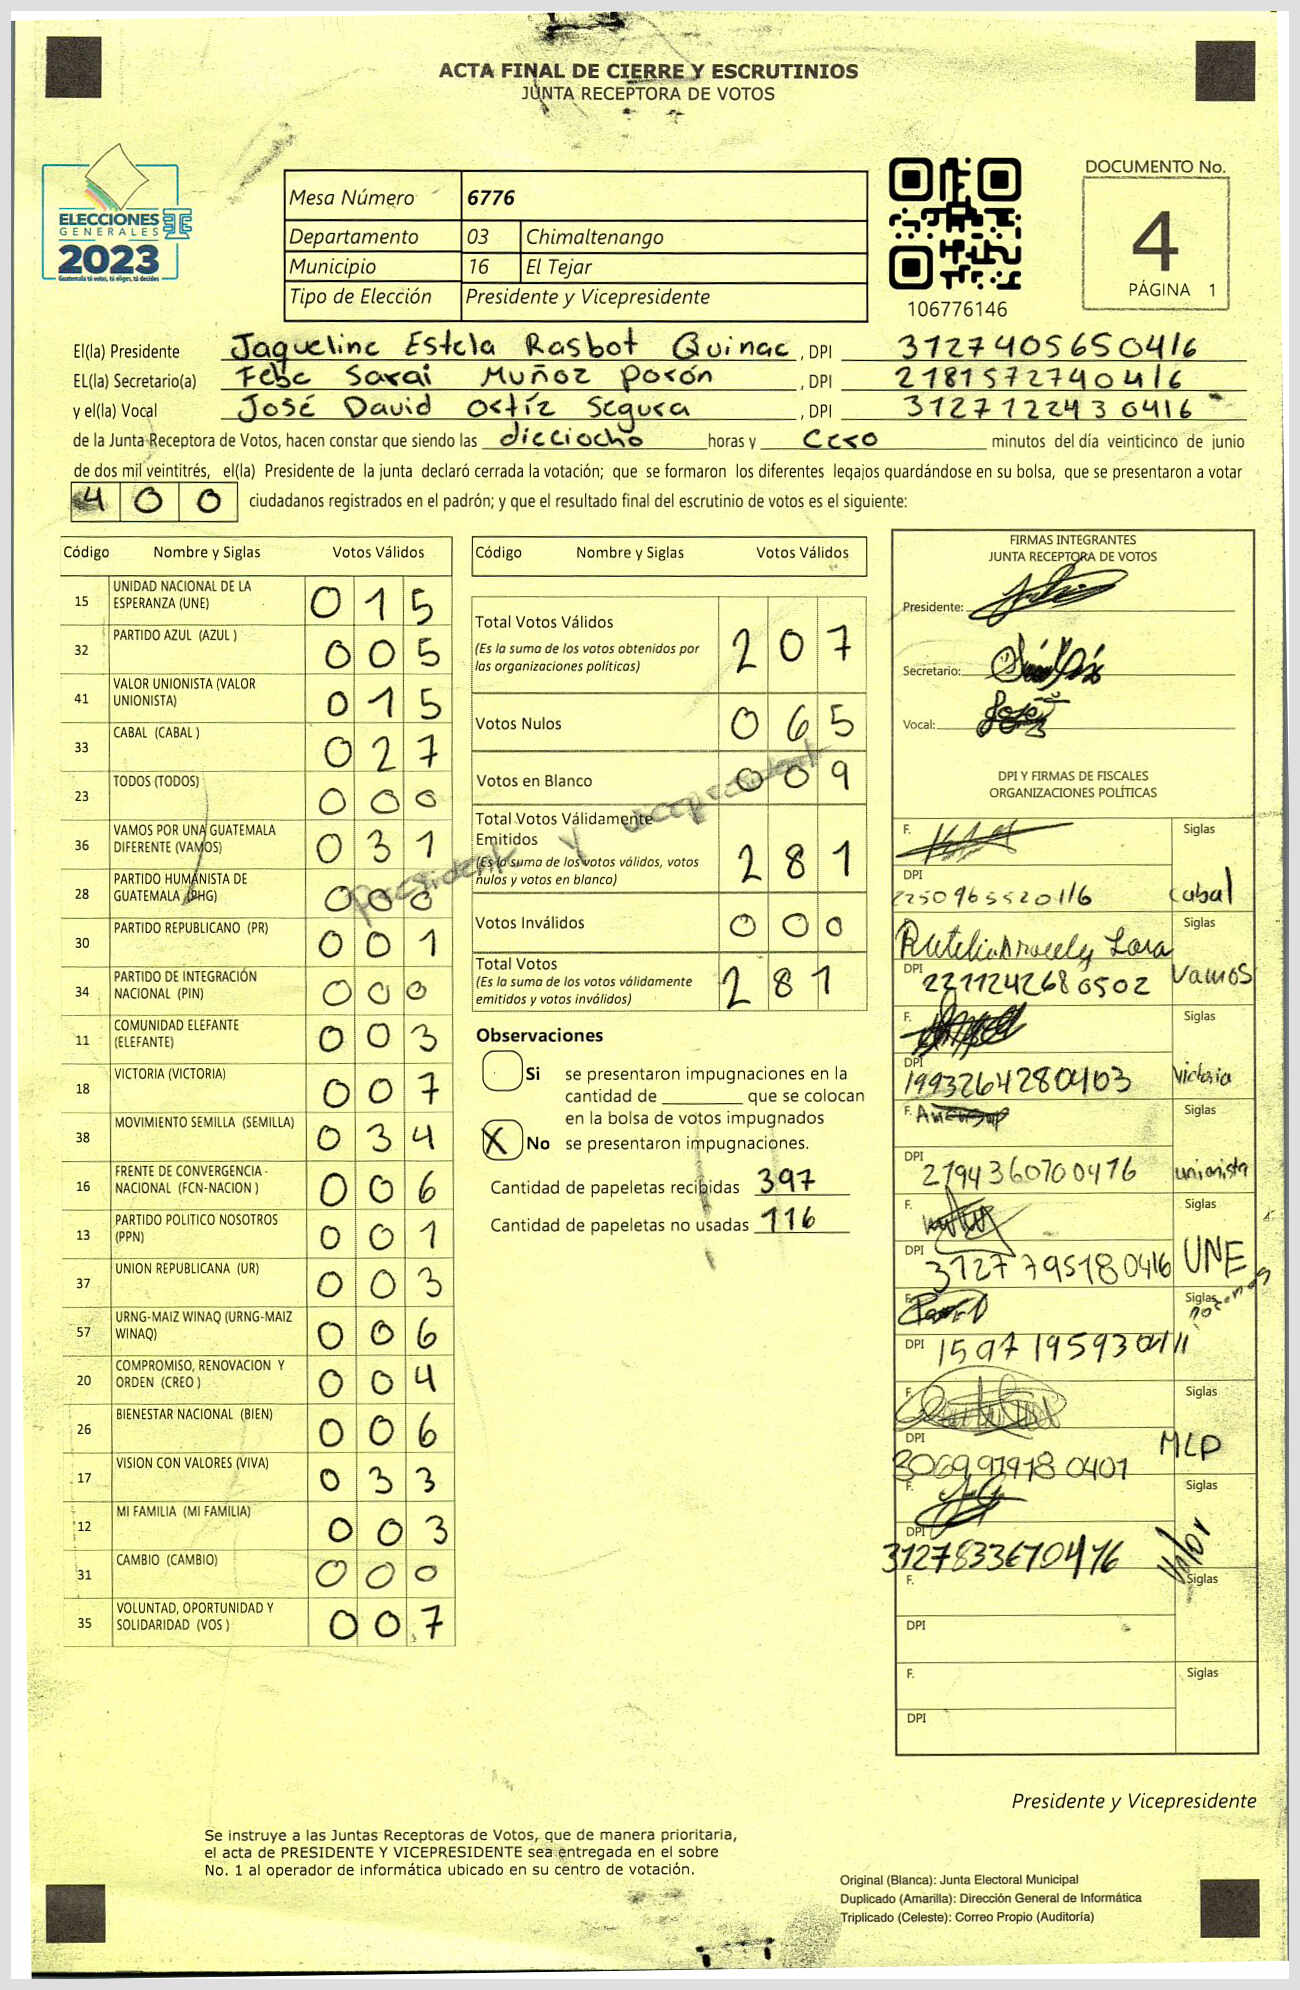 ACTA FINAL DE CIERRE Y ESCRUTINIOS
JUNTA RECEPTORA DE VOTOS
ELECCIONES
GENERALES
2023
Guatemala tú votas, tú eliges, tú decides
Mesa Número 6776
Departamento 03 Chimaltenango
Municipio 16 El Tejar
Tipo de Elección Presidente y Vicepresidente
106776146
DOCUMENTO No.
4
PÁGINA 1
El(la) Presidente Jaqueline Estela Rasbot Quinac , DPI 3127405650416
EL(la) Secretario(a) Febe Sarai Muñoz Porón , DPI 2181572740416
y el(la) Vocal José David Ortíz Segura , DPI 3127122430416
de la Junta Receptora de Votos, hacen constar que siendo las diecciocho horas y Cero minutos del día veinticinco de junio
de dos mil veintitrés, el(la) Presidente de la junta declaró cerrada la votación; que se formaron los diferentes legajos quardándose en su bolsa, que se presentaron a votar
400 ciudadanos registrados en el padrón; y que el resultado final del escrutinio de votos es el siguiente:
Código Nombre y Siglas Votos Válidos
15 UNIDAD NACIONAL DE LA ESPERANZA (UNE) 015
32 PARTIDO AZUL (AZUL ) 005
41 VALOR UNIONISTA (VALOR UNIONISTA) 015
33 CABAL (CABAL ) 027
23 TODOS (TODOS) 000
36 VAMOS POR UNA GUATEMALA DIFERENTE (VAMOS) 031
28 PARTIDO HUMANISTA DE GUATEMALA (PHG) 000
30 PARTIDO REPUBLICANO (PR) 001
34 PARTIDO DE INTEGRACIÓN NACIONAL (PIN) 000
11 COMUNIDAD ELEFANTE (ELEFANTE) 003
18 VICTORIA (VICTORIA) 007
38 MOVIMIENTO SEMILLA (SEMILLA) 034
16 FRENTE DE CONVERGENCIA - NACIONAL (FCN-NACION ) 006
13 PARTIDO POLITICO NOSOTROS (PPN) 001
37 UNION REPUBLICANA (UR) 003
57 URNG-MAIZ WINAQ (URNG-MAIZ WINAQ) 006
20 COMPROMISO, RENOVACION Y ORDEN (CREO ) 004
26 BIENESTAR NACIONAL (BIEN) 006
17 VISION CON VALORES (VIVA) 033
12 MI FAMILIA (MI FAMILIA) 003
31 CAMBIO (CAMBIO) 000
35 VOLUNTAD, OPORTUNIDAD Y SOLIDARIDAD (VOS ) 007
Código Nombre y Siglas Votos Válidos
Total Votos Válidos 207
(Es la suma de los votos obtenidos por
las organizaciones políticas)
Votos Nulos 065
Votos en Blanco 009
Total Votos Válidamente
Emitidos 281
(Es la suma de los votos válidos, votos
nulos y votos en blanco)
Votos Inválidos 000
Total Votos 281
(Es la suma de los votos válidamente
emitidos y votos inválidos)
President y vicepresident
Observaciones
Si se presentaron impugnaciones en la
cantidad de ________ que se colocan
en la bolsa de votos impugnados
X No se presentaron impugnaciones.
Cantidad de papeletas recibidas 397
Cantidad de papeletas no usadas 116
FIRMAS INTEGRANTES
JUNTA RECEPTORA DE VOTOS
Presidente:
Secretario:
Vocal: José
DPI Y FIRMAS DE FISCALES
ORGANIZACIONES POLÍTICAS
F. Siglas
DPI 2250965520116 Cabal
F. Lora Siglas
DPI 2211242680502 Vamos
F. Siglas
DPI 1993264280403 Victoria
F. Siglas
DPI 2194360700416 unionista
F. Siglas
DPI 3127795180416 UNE
F. Siglas
DPI 1597195930411
F. Siglas
DPI 3069919180401 MLP
F. Siglas
DPI 3127833670416 Valor
F. Siglas
DPI
F. Siglas
DPI
Presidente y Vicepresidente
Se instruye a las Juntas Receptoras de Votos, que de manera prioritaria,
el acta de PRESIDENTE Y VICEPRESIDENTE sea entregada en el sobre
No. 1 al operador de informática ubicado en su centro de votación.
Original (Blanca): Junta Electoral Municipal
Duplicado (Amarilla): Dirección General de Informática
Triplicado (Celeste): Correo Propio (Auditoría)